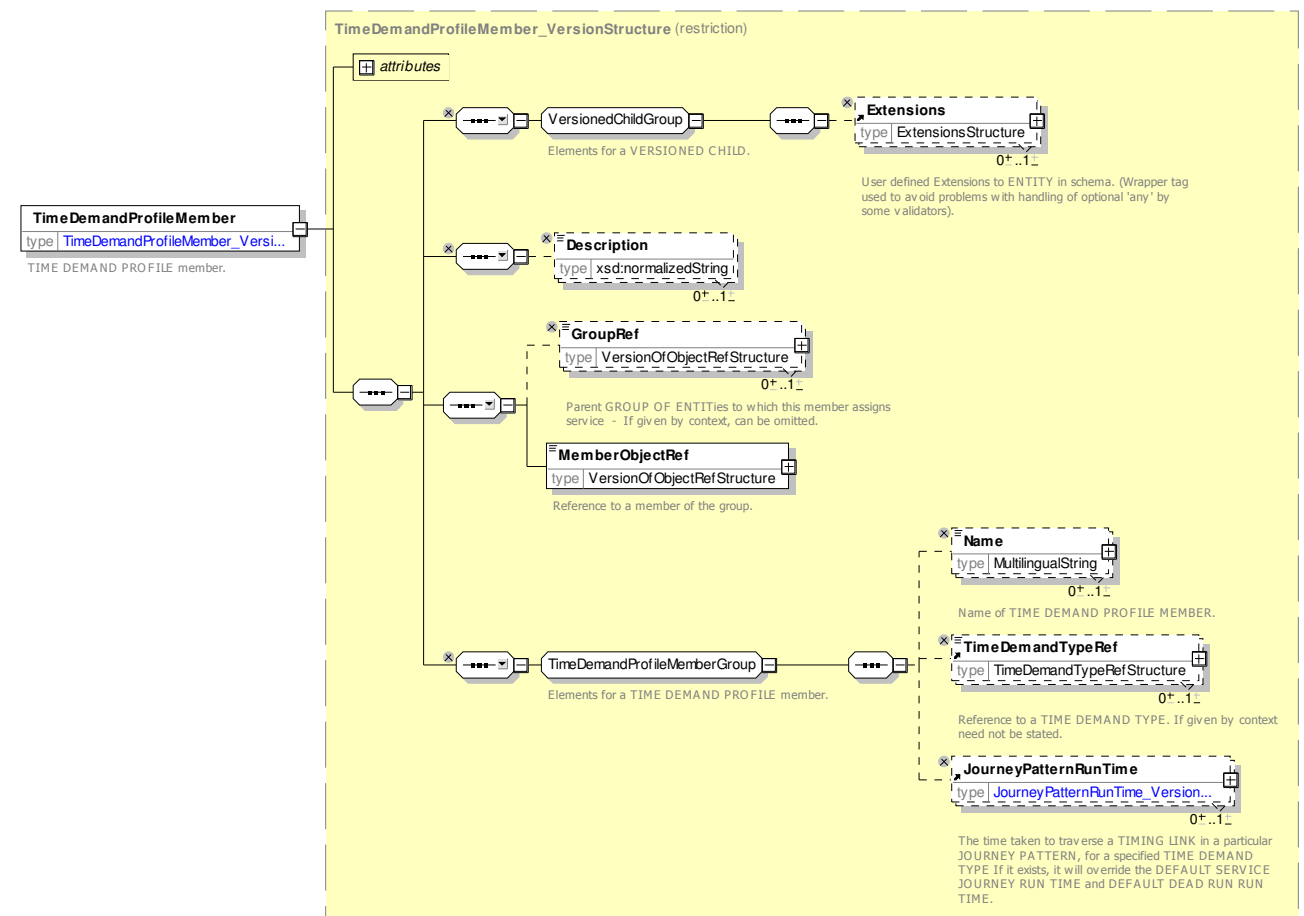 TimeDemandProfileMember_VersionStructure (restriction)
attributes
VersionedChildGroup
Elements for a VERSIONED CHILD.
Extensions
type ExtensionsStructure
0..1
User defined Extensions to ENTITY in schema. (Wrapper tag
used to avoid problems with handling of optional 'any' by
some validators).
TimeDemandProfileMember
type TimeDemandProfileMember_Versi...
TIME DEMAND PROFILE member.
Description
type xsd:normalizedString
0..1
GroupRef
type VersionOfObjectRefStructure
0..1
Parent GROUP OF ENTITies to which this member assigns
service - If given by context, can be omitted.
MemberObjectRef
type VersionOfObjectRefStructure
Reference to a member of the group.
Name
type MultilingualString
0..1
Name of TIME DEMAND PROFILE MEMBER.
TimeDemandProfileMemberGroup
Elements for a TIME DEMAND PROFILE member.
TimeDemandTypeRef
type TimeDemandTypeRefStructure
0..1
Reference to a TIME DEMAND TYPE. If given by context
need not be stated.
JourneyPatternRunTime
type JourneyPatternRunTime_Version...
0..1
The time taken to traverse a TIMING LINK in a particular
JOURNEY PATTERN, for a specified TIME DEMAND
TYPE If it exists, it will override the DEFAULT SERVICE
JOURNEY RUN TIME and DEFAULT DEAD RUN RUN
TIME.